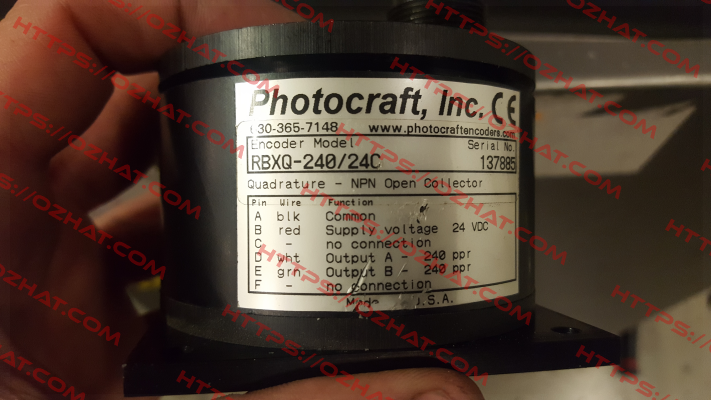 Photocraft, Inc. CE
630-365-7148 www.photocraftencoders.com
Encoder Model Serial No.
RBXQ-240/24C 137885
Quadrature - NPN Open Collector
Pin Wire Function
A blk Common
B red Supply voltage 24 VDC
C - no connection
D wht Output A - 240 ppr
E grn Output B - 240 ppr
F - no connection
Made U.S.A.
HTTPS://OZHAT.COM